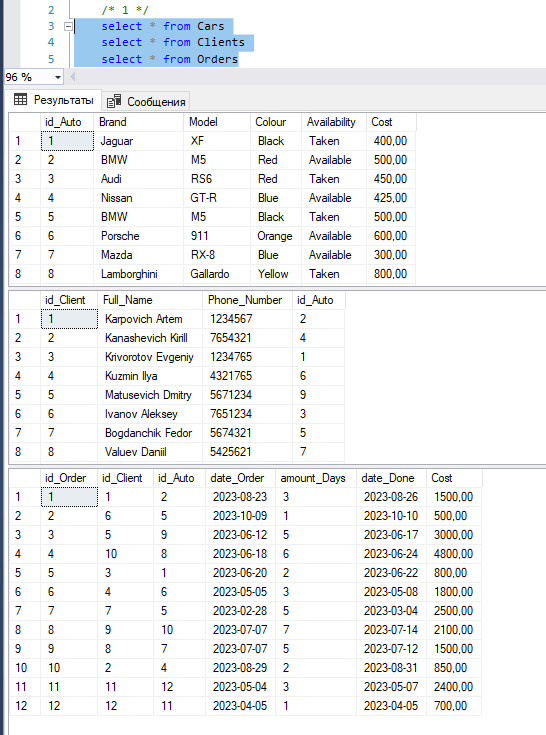 2 /* 1 */
3 select * from Cars
4 select * from Clients
5 select * from Orders
96 %
Результаты Сообщения
id_Auto Brand Model Colour Availability Cost
1 1 Jaguar XF Black Taken 400,00
2 2 BMW M5 Red Available 500,00
3 3 Audi RS6 Red Taken 450,00
4 4 Nissan GT-R Blue Available 425,00
5 5 BMW M5 Black Taken 500,00
6 6 Porsche 911 Orange Available 600,00
7 7 Mazda RX-8 Blue Available 300,00
8 8 Lamborghini Gallardo Yellow Taken 800,00
id_Client Full_Name Phone_Number id_Auto
1 1 Karpovich Artem 1234567 2
2 2 Kanashevich Kirill 7654321 4
3 3 Krivorotov Evgeniy 1234765 1
4 4 Kuzmin Ilya 4321765 6
5 5 Matusevich Dmitry 5671234 9
6 6 Ivanov Aleksey 7651234 3
7 7 Bogdanchik Fedor 5674321 5
8 8 Valuev Daniil 5425621 7
id_Order id_Client id_Auto date_Order amount_Days date_Done Cost
1 1 1 2 2023-08-23 3 2023-08-26 1500,00
2 2 6 5 2023-10-09 1 2023-10-10 500,00
3 3 5 9 2023-06-12 5 2023-06-17 3000,00
4 4 10 8 2023-06-18 6 2023-06-24 4800,00
5 5 3 1 2023-06-20 2 2023-06-22 800,00
6 6 4 6 2023-05-05 3 2023-05-08 1800,00
7 7 7 5 2023-02-28 5 2023-03-04 2500,00
8 8 9 10 2023-07-07 7 2023-07-14 2100,00
9 9 8 7 2023-07-07 5 2023-07-12 1500,00
10 10 2 4 2023-08-29 2 2023-08-31 850,00
11 11 11 12 2023-05-04 3 2023-05-07 2400,00
12 12 12 11 2023-04-05 1 2023-04-05 700,00